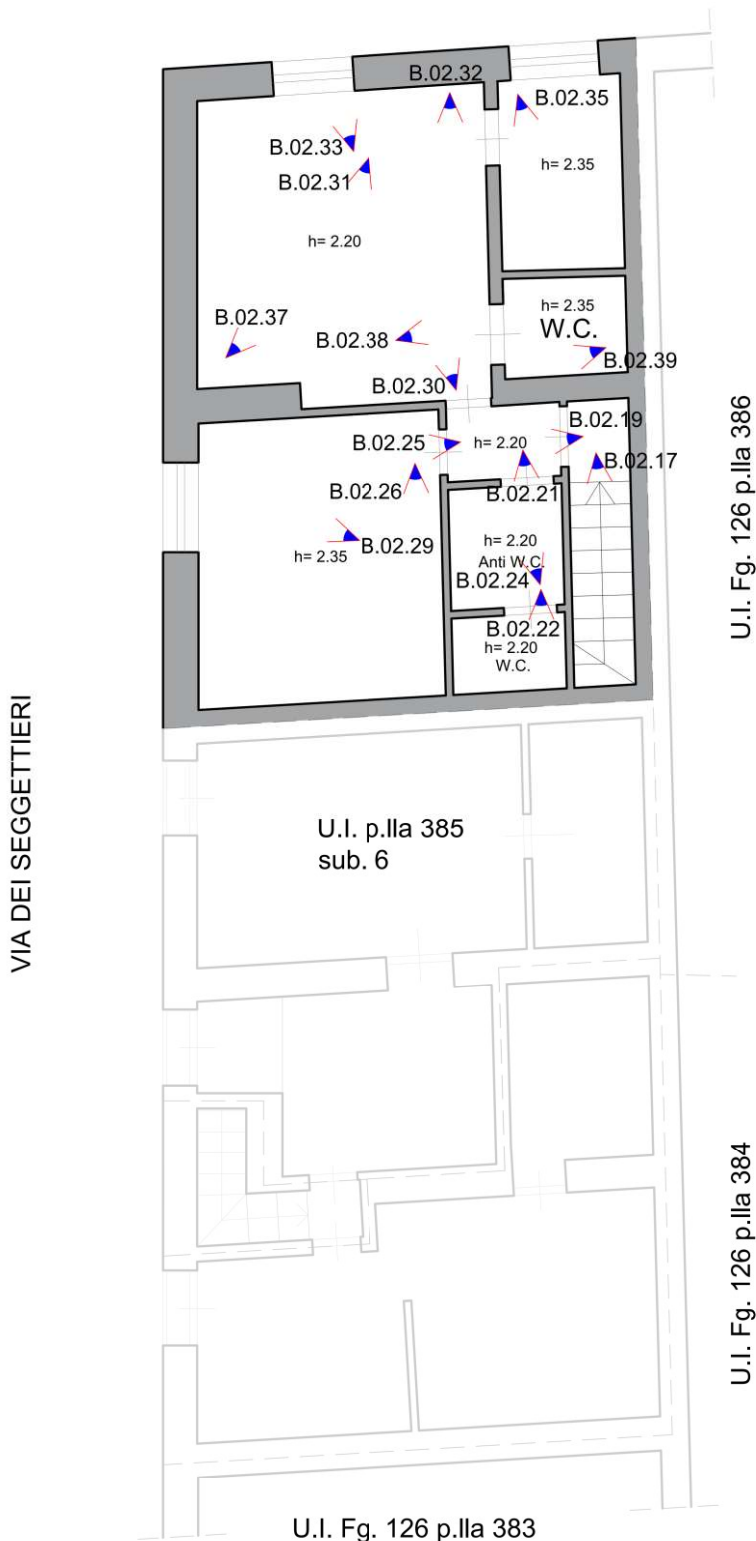 B.02.32
B.02.35
B.02.33
B.02.31
h= 2.35
h= 2.20
B.02.37
h= 2.35
W.C.
B.02.38
B.02.39
B.02.30
B.02.19
B.02.25
h= 2.20
B.02.17
B.02.26
B.02.21
h= 2.20
B.02.29
h= 2.35
Anti W.C.
B.02.24
B.02.22
h= 2.20
W.C.
U.I. Fg. 126 p.lla 386
VIA DEI SEGGETTIERI
U.I. p.lla 385
sub. 6
U.I. Fg. 126 p.lla 384
U.I. Fg. 126 p.lla 383